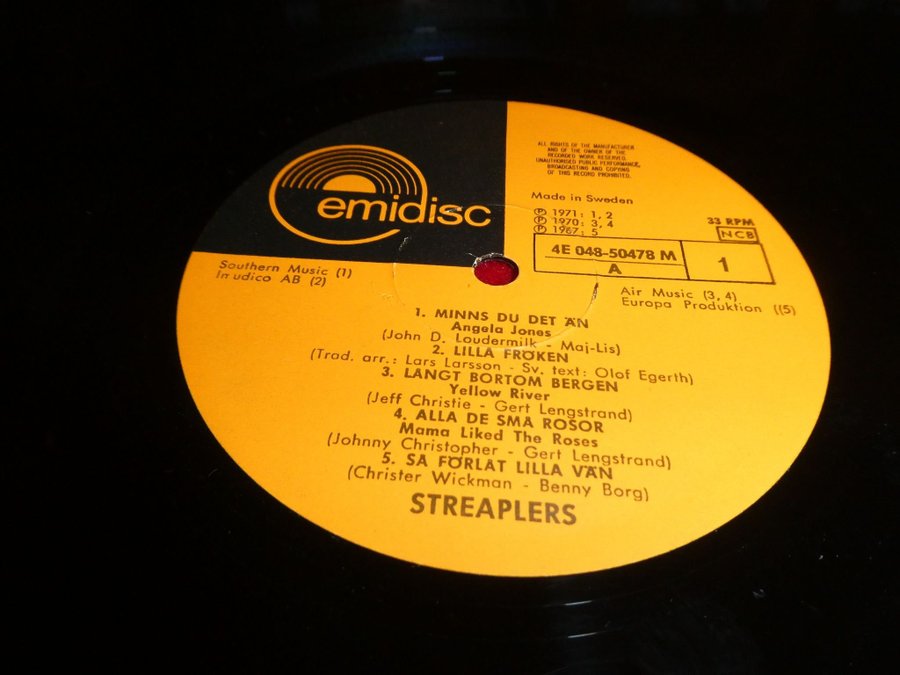 emidisc
ALL RIGHTS OF THE MANUFACTURER
AND OF THE OWNER OF THE
RECORDED WORK RESERVED.
UNAUTHORISED PUBLIC PERFORMANCE,
BROADCASTING AND COPYING
OF THIS RECORD PROHIBITED.
Made in Sweden
Ⓟ 1971: 1, 2
Ⓟ 1970: 3, 4
Ⓟ 1967: 5
33 RPM
NCB
4E 048-50478 M
A
1
Southern Music (1)
In udico AB (2)
Air Music (3, 4)
Europa Produktion ((5)
1. MINNS DU DET ÄN
Angela Jones
(John D. Loudermilk - Maj-Lis)
2. LILLA FRÖKEN
(Trad. arr.: Lars Larsson - Sv. text: Olof Egerth)
3. LANGT BORTOM BERGEN
Yellow River
(Jeff Christie - Gert Lengstrand)
4. ALLA DE SMA ROSOR
Mama Liked The Roses
(Johnny Christopher - Gert Lengstrand)
5. SA FÖRLAT LILLA VÄN
(Christer Wickman - Benny Borg)
STREAPLERS